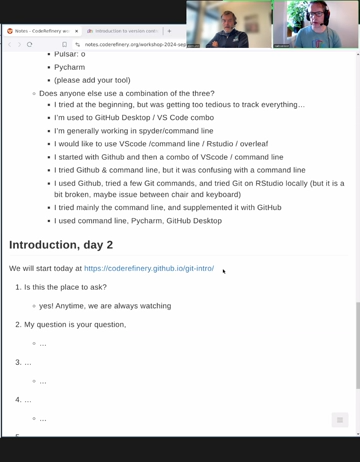 Notes - CodeRefinery wo
Introduction to version contr
notes.coderefinery.org/workshop-2024-sep
Pulsar: o
Pycharm
(please add your tool)
Does anyone else use a combination of the three?
I tried at the beginning, but was getting too tedious to track everything…
I'm used to GitHub Desktop / VS Code combo
I'm generally working in spyder/command line
I would like to use VScode /command line / Rstudio / overleaf
I started with Github and then a combo of VScode / command line
I tried Github & command line, but it was confusing with a command line
I used Github, tried a few Git commands, and tried Git on RStudio locally (but it is a
bit broken, maybe issue between chair and keyboard)
I tried mainly the command line, and supplemented it with GitHub
I used command line, Pycharm, GitHub Desktop
Introduction, day 2
We will start today at https://coderefinery.github.io/git-intro/
1. Is this the place to ask?
yes! Anytime, we are always watching
2. My question is your question,
…
3. …
…
4. …
…